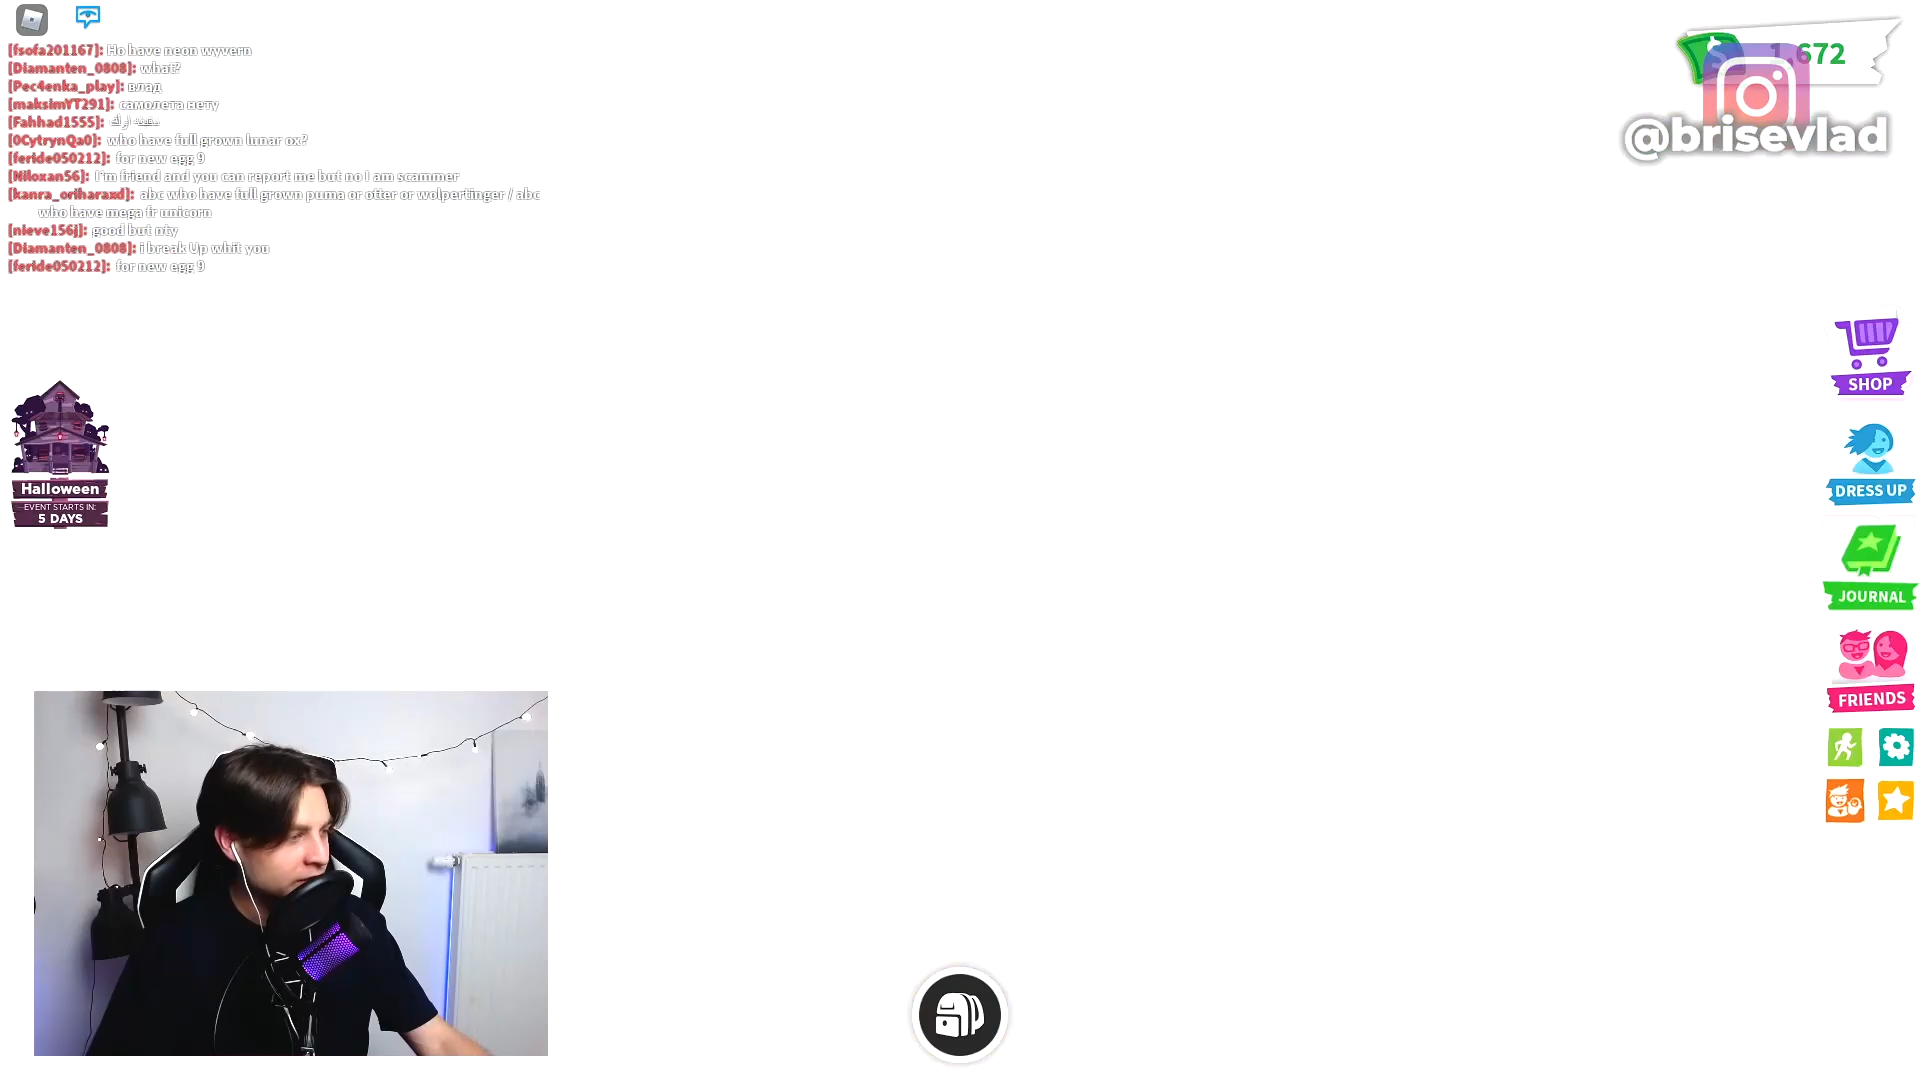 [fsofa201167]: Ho have neon wyvern
[Diamanten_0808]: what?
[Pec4enka_play]: влад
[maksimYT291]: самолета нету
[Fahhad1555]:
[0CytrynQa0]: who have full grown lunar ox?
[feride050212]: for new egg 9
[Niloxan56]: I'm friend and you can report me but no I am scammer
[kanra_oriharaxd]: abc who have full grown puma or otter or wolpertinger / abc
who have mega fr unicorn
[nieve156j]: good but nty
[Diamanten_0808]: i break Up whit you
[feride050212]: for new egg 9
1,672
@brisevlad
SHOP
DRESS UP
JOURNAL
FRIENDS
Halloween
EVENT STARTS IN:
5 DAYS